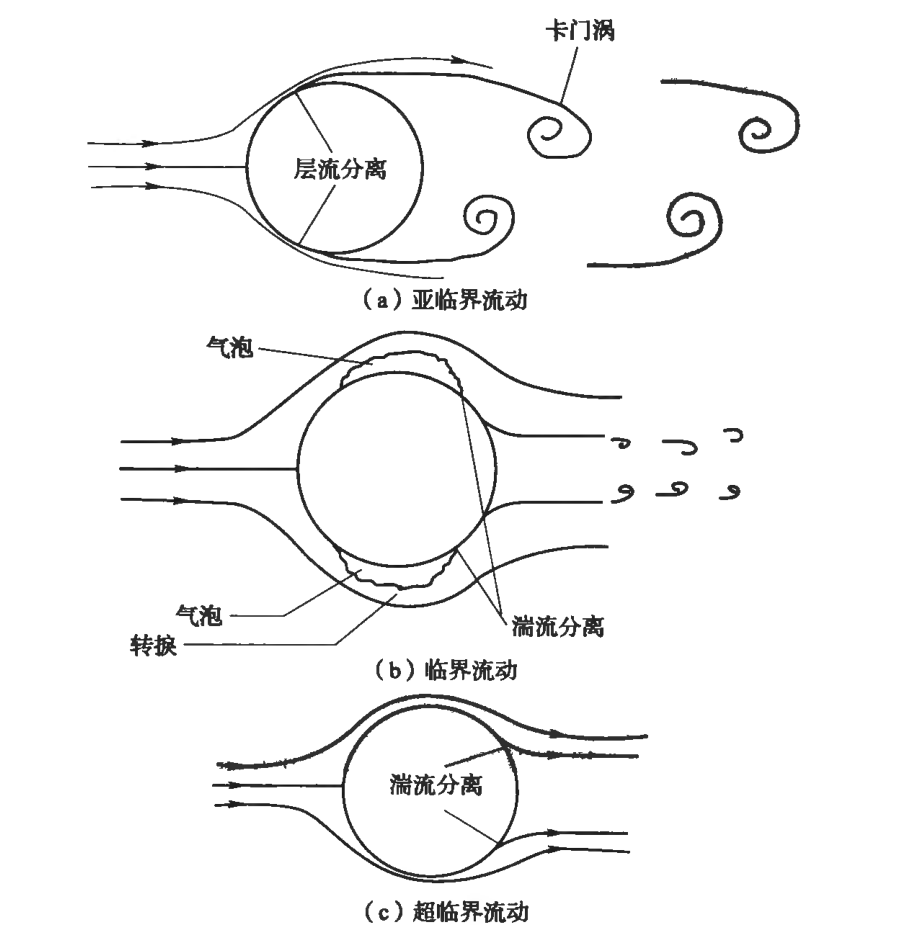 卡门涡
层流分离
（a）亚临界流动
气泡
气泡
转捩
湍流分离
（b）临界流动
湍流分离
（c）超临界流动